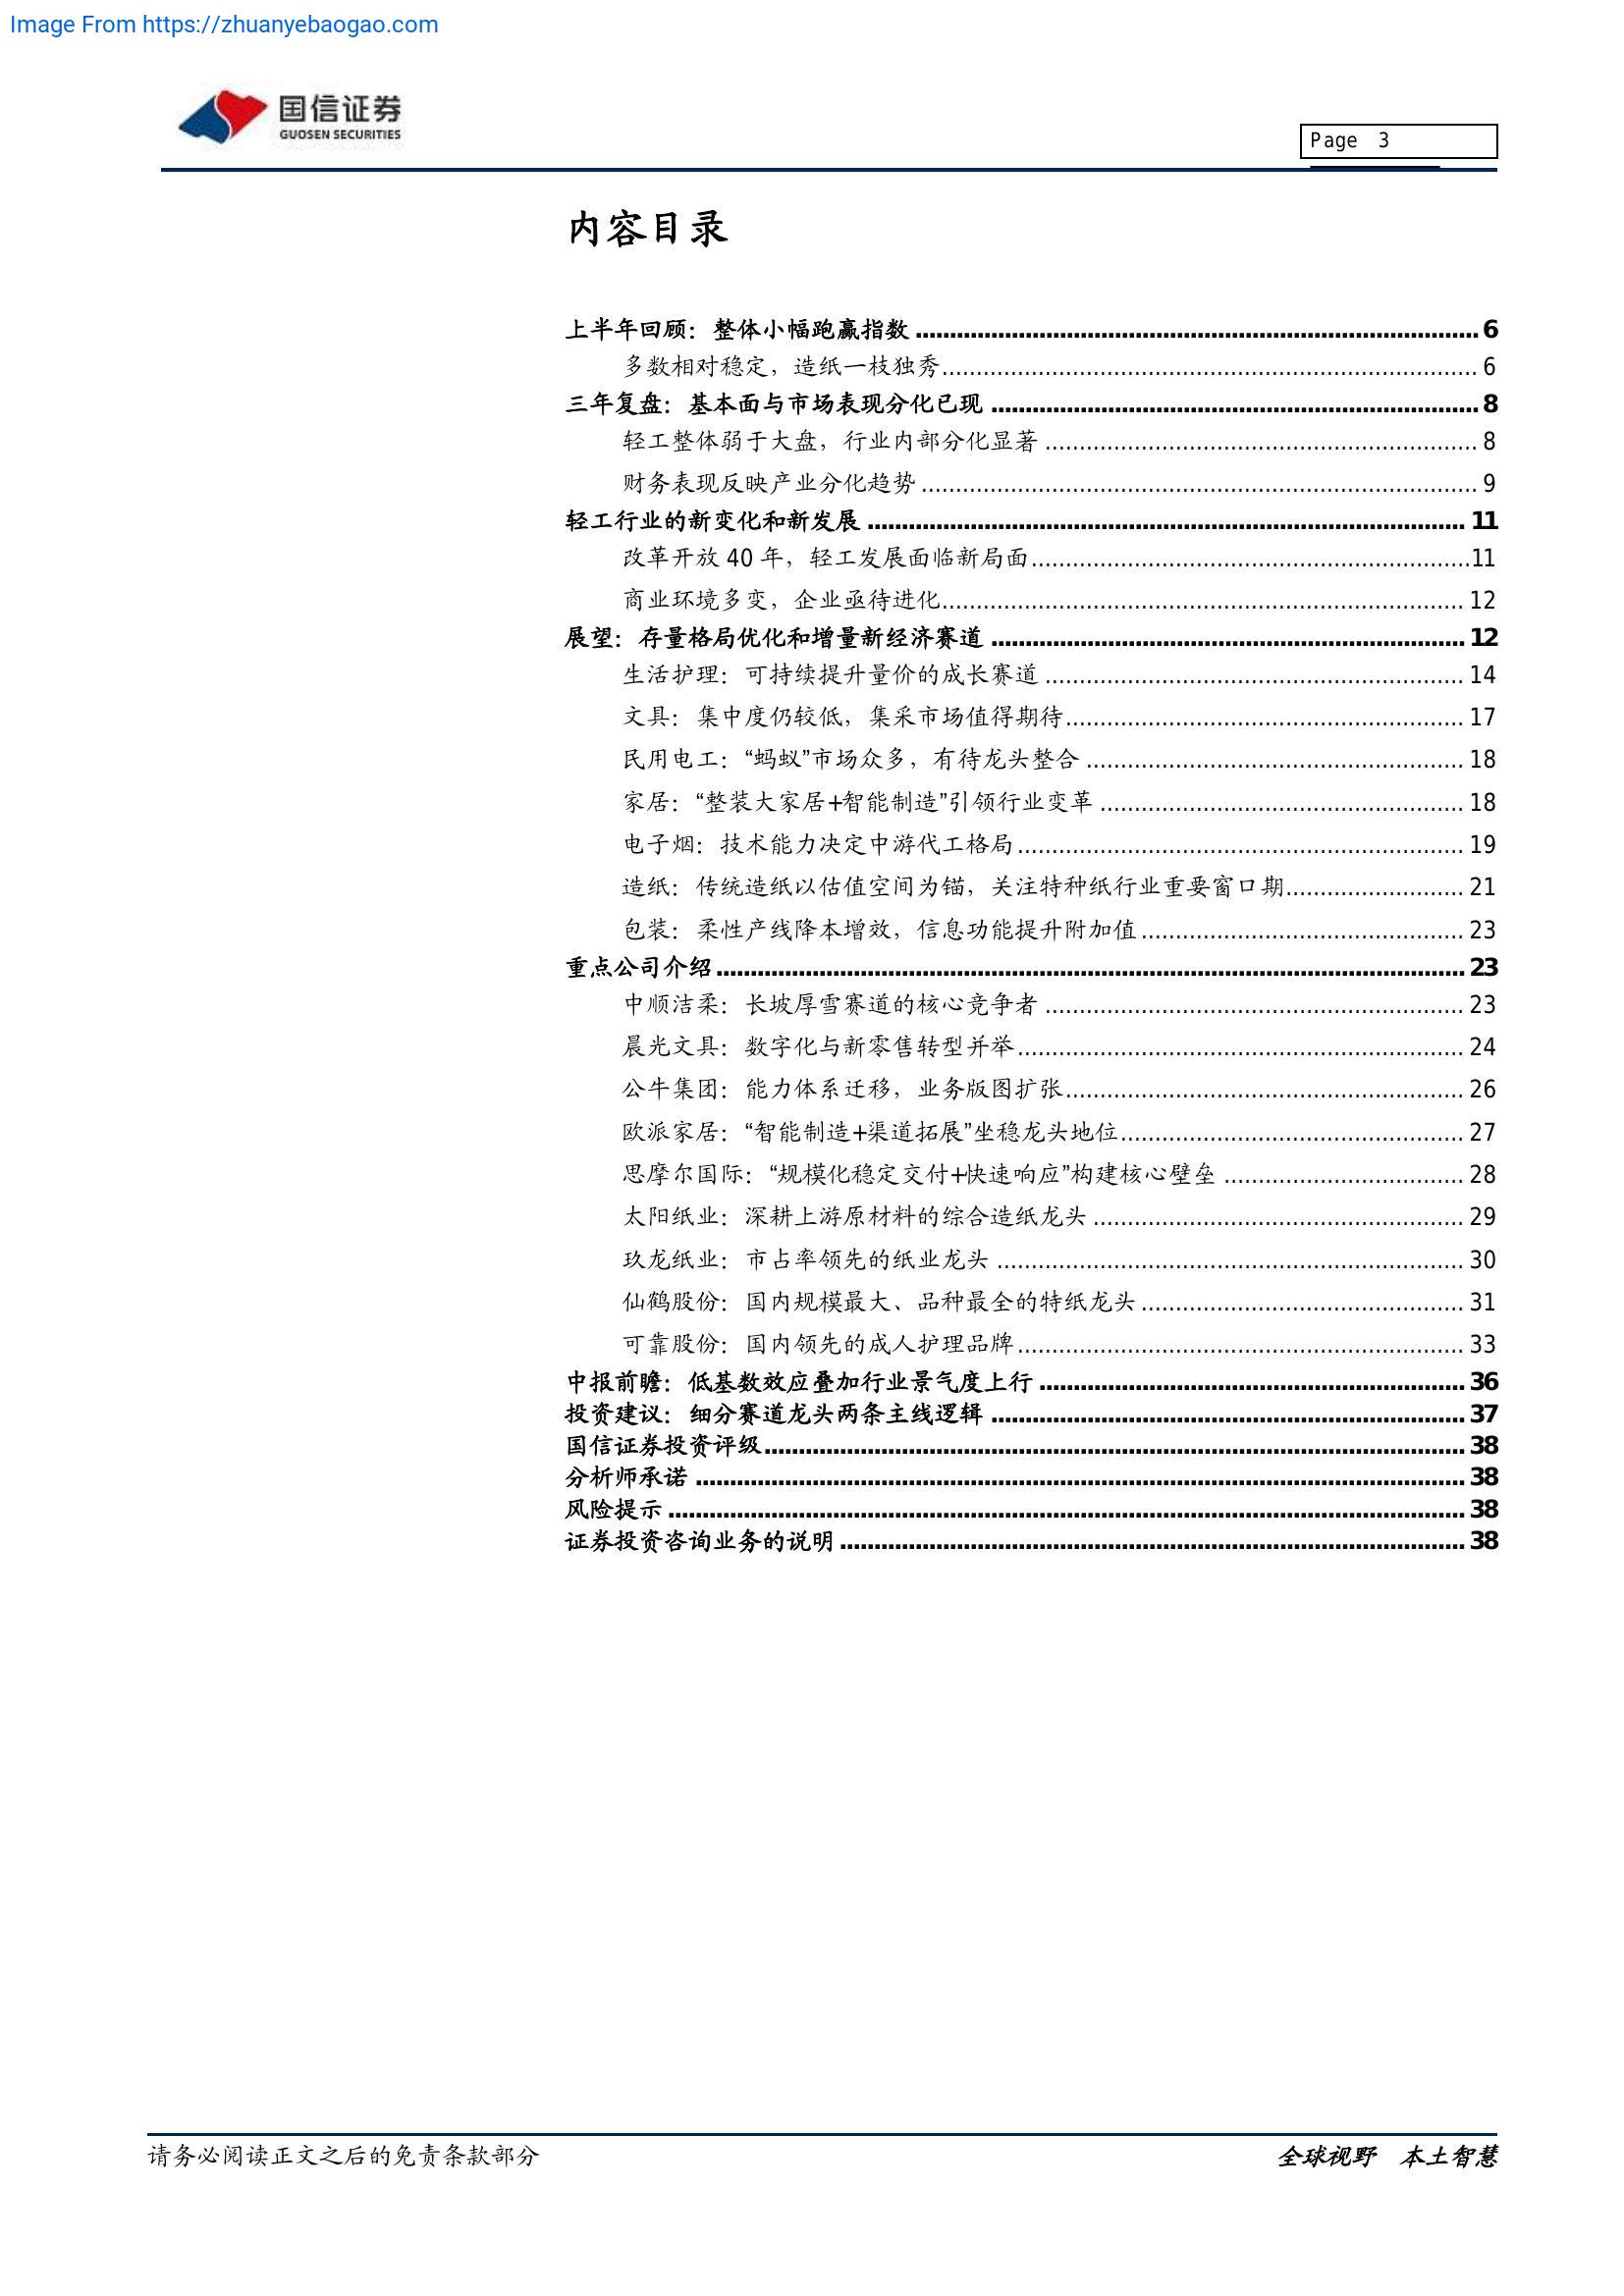 Image From https://zhuanyebaogao.com
国信证券
GUOSEN SECURITIES
Page 3
内容目录
上半年回顾：整体小幅跑赢指数 ........ 6
多数相对稳定，造纸一枝独秀........ 6
三年复盘：基本面与市场表现分化已现 ........ 8
轻工整体弱于大盘，行业内部分化显著 ........ 8
财务表现反映产业分化趋势 ........ 9
轻工行业的新变化和新发展 ........ 11
改革开放 40 年，轻工发展面临新局面........11
商业环境多变，企业亟待进化........ 12
展望：存量格局优化和增量新经济赛道 ........ 12
生活护理：可持续提升量价的成长赛道 ........ 14
文具：集中度仍较低，集采市场值得期待........ 17
民用电工：“蚂蚁”市场众多，有待龙头整合 ........ 18
家居：“整装大家居+智能制造”引领行业变革 ........ 18
电子烟：技术能力决定中游代工格局........ 19
造纸：传统造纸以估值空间为锚，关注特种纸行业重要窗口期........ 21
包装：柔性产线降本增效，信息功能提升附加值........ 23
重点公司介绍........ 23
中顺洁柔：长坡厚雪赛道的核心竞争者 ........ 23
晨光文具：数字化与新零售转型并举........ 24
公牛集团：能力体系迁移，业务版图扩张........ 26
欧派家居：“智能制造+渠道拓展”坐稳龙头地位........ 27
思摩尔国际：“规模化稳定交付+快速响应”构建核心壁垒 ........ 28
太阳纸业：深耕上游原材料的综合造纸龙头 ........ 29
玖龙纸业：市占率领先的纸业龙头 ........ 30
仙鹤股份：国内规模最大、品种最全的特纸龙头........ 31
可靠股份：国内领先的成人护理品牌........ 33
中报前瞻：低基数效应叠加行业景气度上行 ........ 36
投资建议：细分赛道龙头两条主线逻辑 ........ 37
国信证券投资评级........ 38
分析师承诺 ........ 38
风险提示 ........ 38
证券投资咨询业务的说明 ........ 38
请务必阅读正文之后的免责条款部分
全球视野 本土智慧